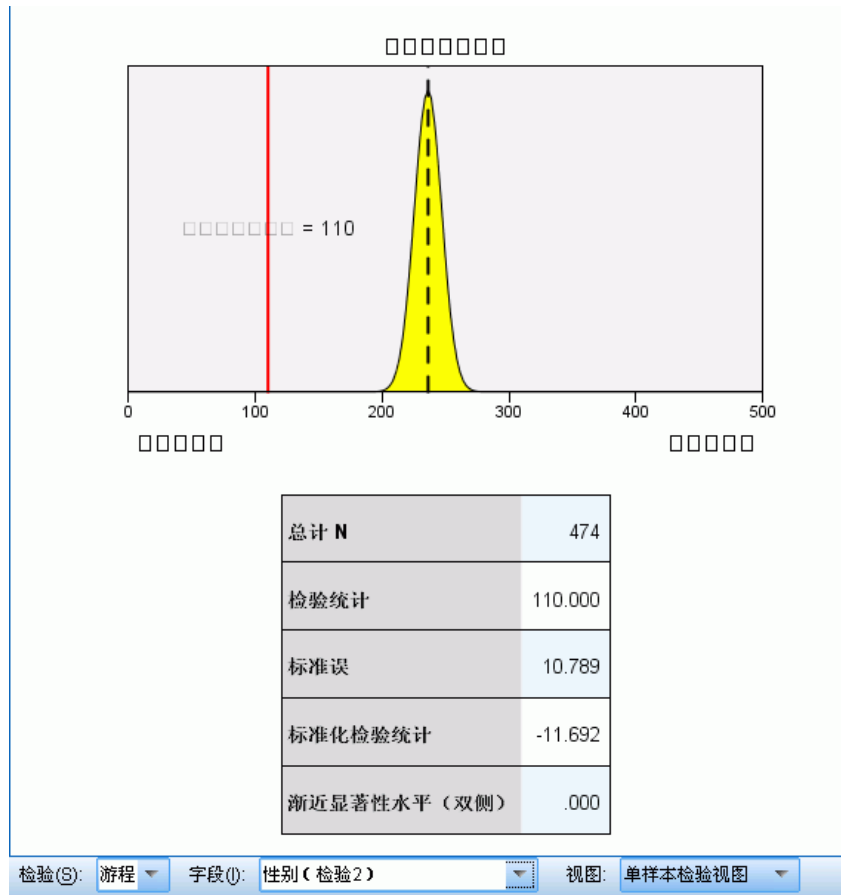 □□□□□□□
□□□□□□□ = 110
0 100 200 300 400 500
□□□□□ □□□□□
总计 N 474
检验统计 110.000
标准误 10.789
标准化检验统计 -11.692
渐近显著性水平（双侧） .000
检验(S): 游程 字段(I): 性别（检验2） 视图: 单样本检验视图